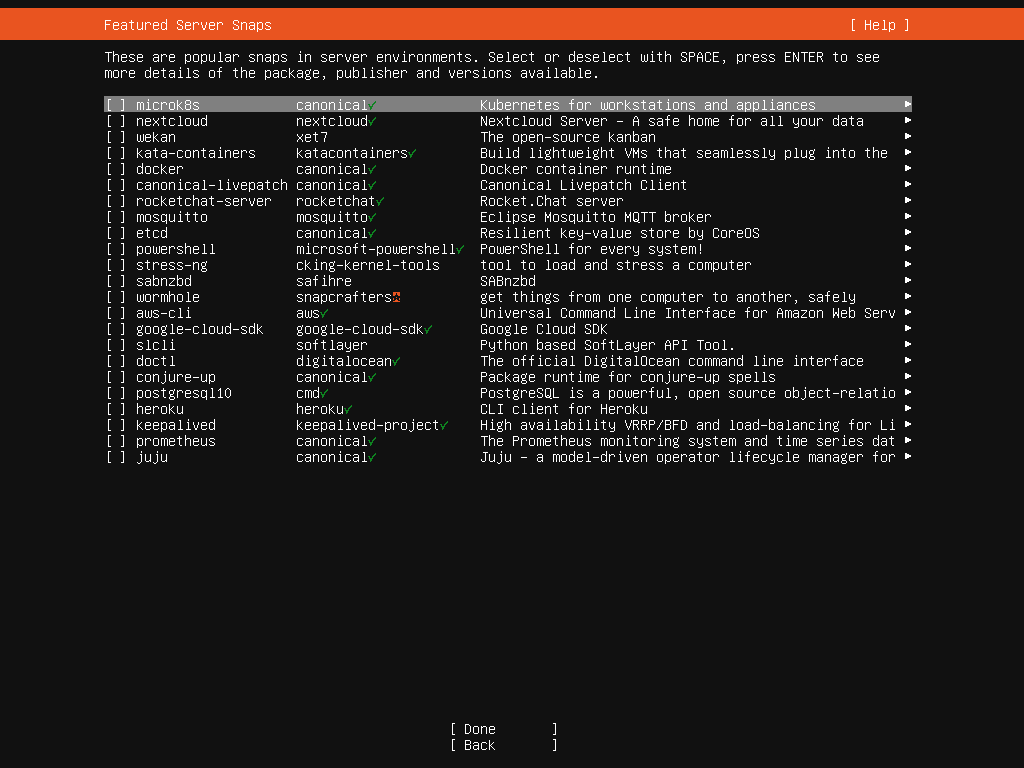 Featured Server Snaps [ Help ]
These are popular snaps in server environments. Select or deselect with SPACE, press ENTER to see
more details of the package, publisher and versions available.
[ ] microk8s canonical✓ Kubernetes for workstations and appliances ▸
[ ] nextcloud nextcloud✓ Nextcloud Server - A safe home for all your data ▸
[ ] wekan xet7 The open-source kanban ▸
[ ] kata-containers katacontainers✓ Build lightweight VMs that seamlessly plug into the ▸
[ ] docker canonical✓ Docker container runtime ▸
[ ] canonical-livepatch canonical✓ Canonical Livepatch Client ▸
[ ] rocketchat-server rocketchat✓ Rocket.Chat server ▸
[ ] mosquitto mosquitto✓ Eclipse Mosquitto MQTT broker ▸
[ ] etcd canonical✓ Resilient key-value store by CoreOS ▸
[ ] powershell microsoft-powershell✓ PowerShell for every system! ▸
[ ] stress-ng cking-kernel-tools tool to load and stress a computer ▸
[ ] sabnzbd safihre SABnzbd ▸
[ ] wormhole snapcrafters get things from one computer to another, safely ▸
[ ] aws-cli aws✓ Universal Command Line Interface for Amazon Web Serv ▸
[ ] google-cloud-sdk google-cloud-sdk✓ Google Cloud SDK ▸
[ ] slcli softlayer Python based SoftLayer API Tool. ▸
[ ] doctl digitalocean✓ The official DigitalOcean command line interface ▸
[ ] conjure-up canonical✓ Package runtime for conjure-up spells ▸
[ ] postgresql10 cmd✓ PostgreSQL is a powerful, open source object-relatio ▸
[ ] heroku heroku✓ CLI client for Heroku ▸
[ ] keepalived keepalived-project✓ High availability VRRP/BFD and load-balancing for Li ▸
[ ] prometheus canonical✓ The Prometheus monitoring system and time series dat ▸
[ ] juju canonical✓ Juju - a model-driven operator lifecycle manager for ▸
[ Done ]
[ Back ]